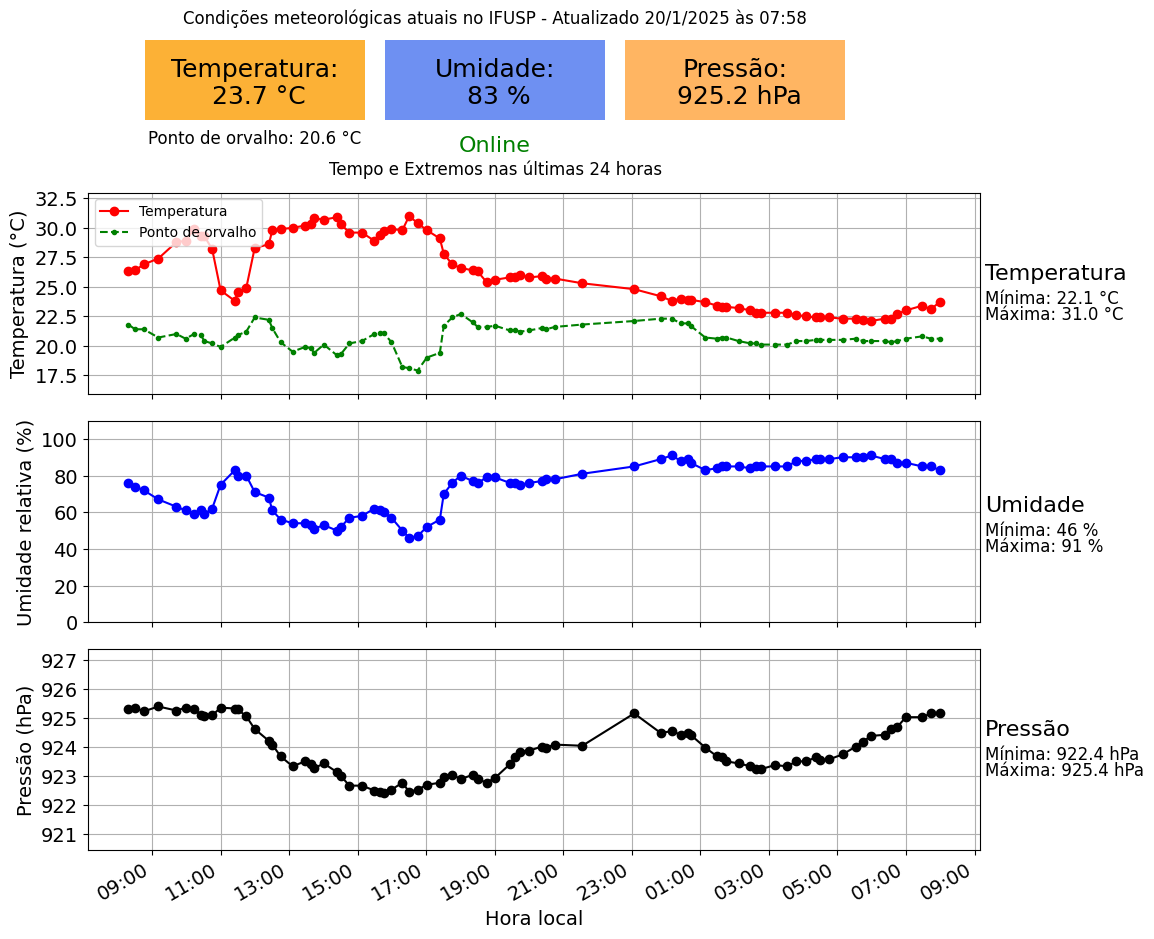 Condições meteorológicas atuais no IFUSP - Atualizado 20/1/2025 às 07:58
Temperatura:
23.7 °C
Umidade:
83 %
Pressão:
925.2 hPa
Ponto de orvalho: 20.6 °C
Online
Tempo e Extremos nas últimas 24 horas
Temperatura (°C)
32.5
30.0
27.5
25.0
22.5
20.0
17.5
Temperatura
Ponto de orvalho
Temperatura
Mínima: 22.1 °C
Máxima: 31.0 °C
Umidade relativa (%)
100
80
60
40
20
0
Umidade
Mínima: 46 %
Máxima: 91 %
Pressão (hPa)
927
926
925
924
923
922
921
Pressão
Mínima: 922.4 hPa
Máxima: 925.4 hPa
09:00
11:00
13:00
15:00
17:00
19:00
21:00
23:00
01:00
03:00
05:00
07:00
09:00
Hora local